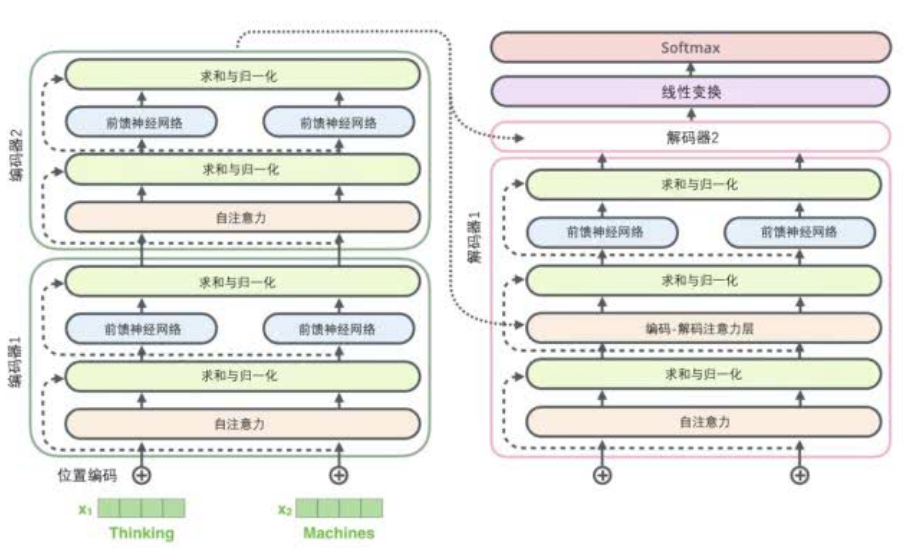 编码器2
求和与归一化
前馈神经网络
前馈神经网络
求和与归一化
自注意力
编码器1
求和与归一化
前馈神经网络
前馈神经网络
求和与归一化
自注意力
位置编码
x₁
x₂
Thinking
Machines
Softmax
线性变换
解码器2
解码器1
求和与归一化
前馈神经网络
前馈神经网络
求和与归一化
编码-解码注意力层
求和与归一化
自注意力